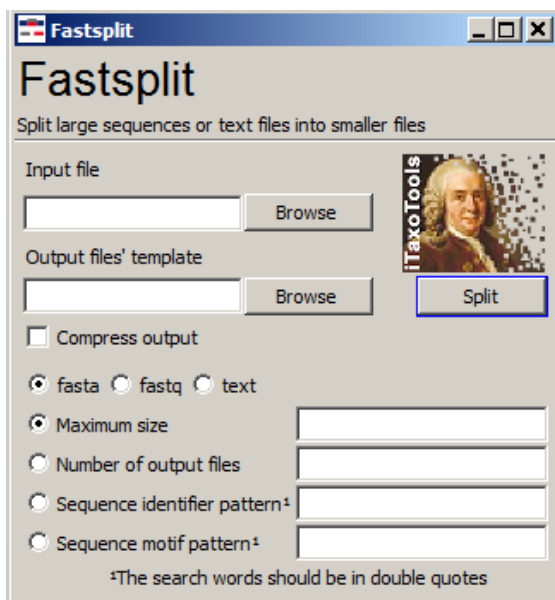 Fastsplit
Fastsplit
Split large sequences or text files into smaller files
Input file
Browse
iTaxoTools
Output files' template
Browse
Split
Compress output
fasta fastq text
Maximum size
Number of output files
Sequence identifier pattern¹
Sequence motif pattern¹
¹The search words should be in double quotes